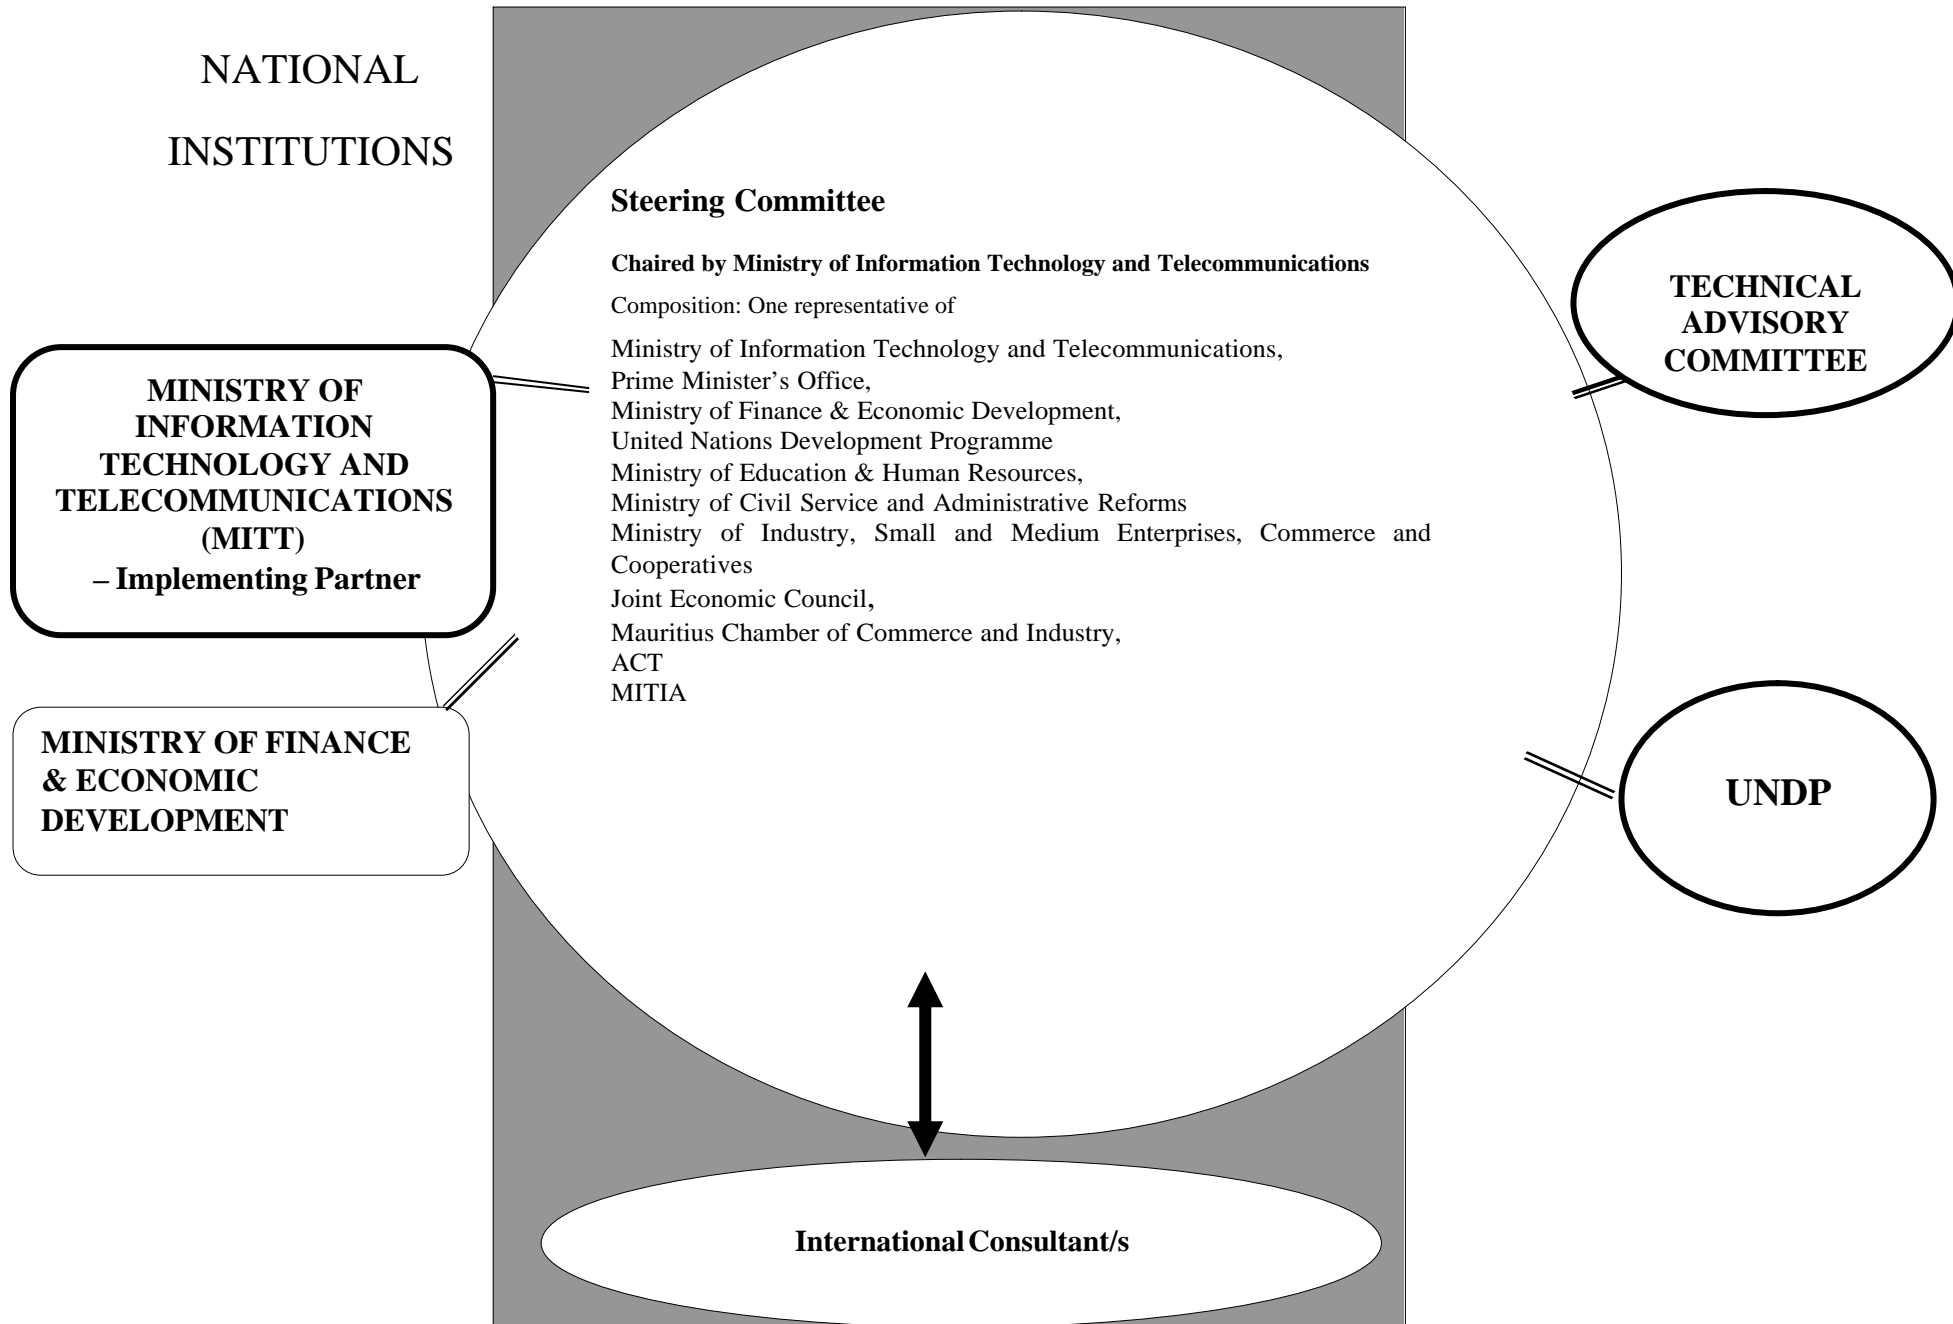 NATIONAL
INSTITUTIONS
Steering Committee
Chaired by Ministry of Information Technology and Telecommunications
Composition: One representative of
Ministry of Information Technology and Telecommunications,
Prime Minister’s Office,
Ministry of Finance & Economic Development,
United Nations Development Programme
Ministry of Education & Human Resources,
Ministry of Civil Service and Administrative Reforms
Ministry of Industry, Small and Medium Enterprises, Commerce and
Cooperatives
Joint Economic Council,
Mauritius Chamber of Commerce and Industry,
ACT
MITIA
MINISTRY OF
INFORMATION
TECHNOLOGY AND
TELECOMMUNICATIONS
(MITT)
– Implementing Partner
MINISTRY OF FINANCE
& ECONOMIC
DEVELOPMENT
TECHNICAL
ADVISORY
COMMITTEE
UNDP
International Consultant/s